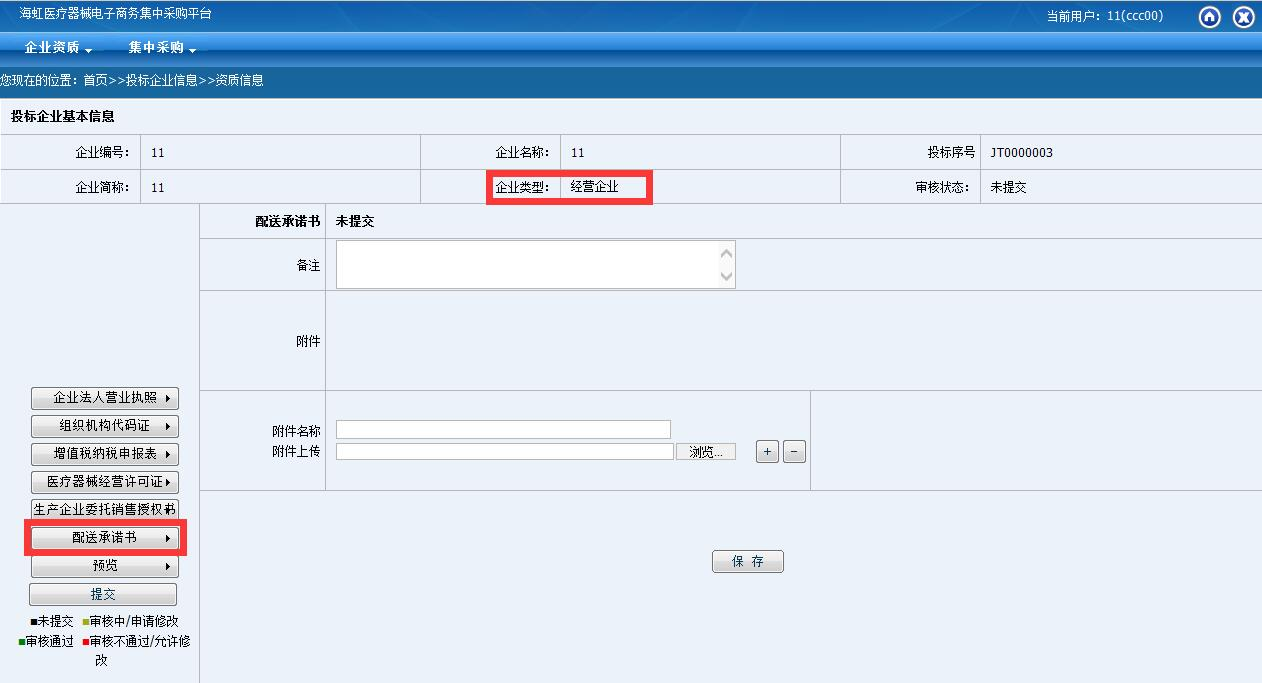 海虹医疗器械电子商务集中采购平台
当前用户：11(ccc00)
企业资质 集中采购
您现在的位置：首页>>投标企业信息>>资质信息
投标企业基本信息
企业编号： 11 企业名称： 11 投标序号 JT0000003
企业简称： 11 企业类型： 经营企业 审核状态： 未提交
配送承诺书 未提交
备注
附件
附件名称
附件上传 浏览... + −
保 存
企业法人营业执照
组织机构代码证
增值税纳税申报表
医疗器械经营许可证
生产企业委托销售授权书
配送承诺书
预览
提交
■未提交 ■审核中/申请修改
■审核通过 ■审核不通过/允许修
改